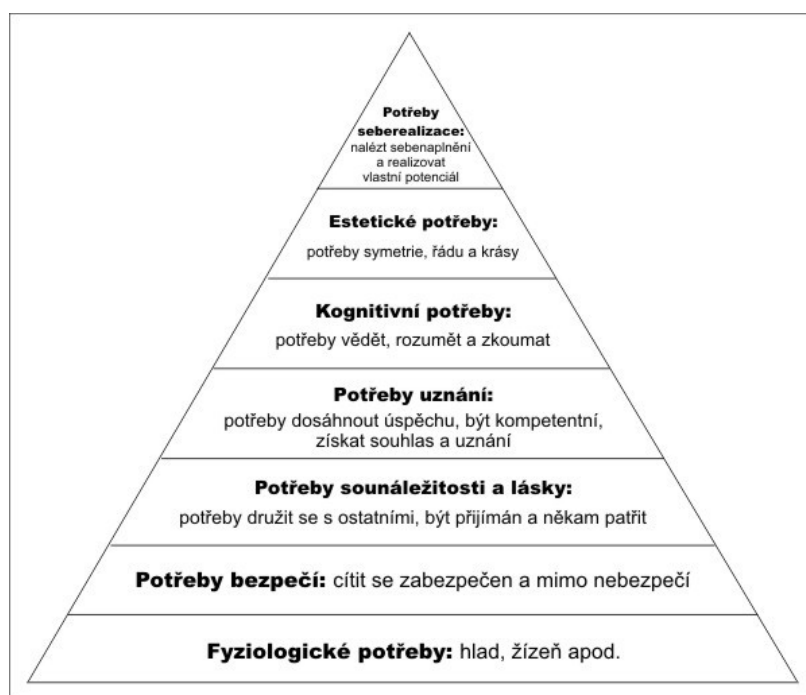 Potřeby
seberealizace:
nalézt sebenaplnění
a realizovat
vlastní potenciál
Estetické potřeby:
potřeby symetrie, řádu a krásy
Kognitivní potřeby:
potřeby vědět, rozumět a zkoumat
Potřeby uznání:
potřeby dosáhnout úspěchu, být kompetentní,
získat souhlas a uznání
Potřeby sounáležitosti a lásky:
potřeby družit se s ostatními, být přijímán a někam patřit
Potřeby bezpečí: cítit se zabezpečen a mimo nebezpečí
Fyziologické potřeby: hlad, žízeň apod.